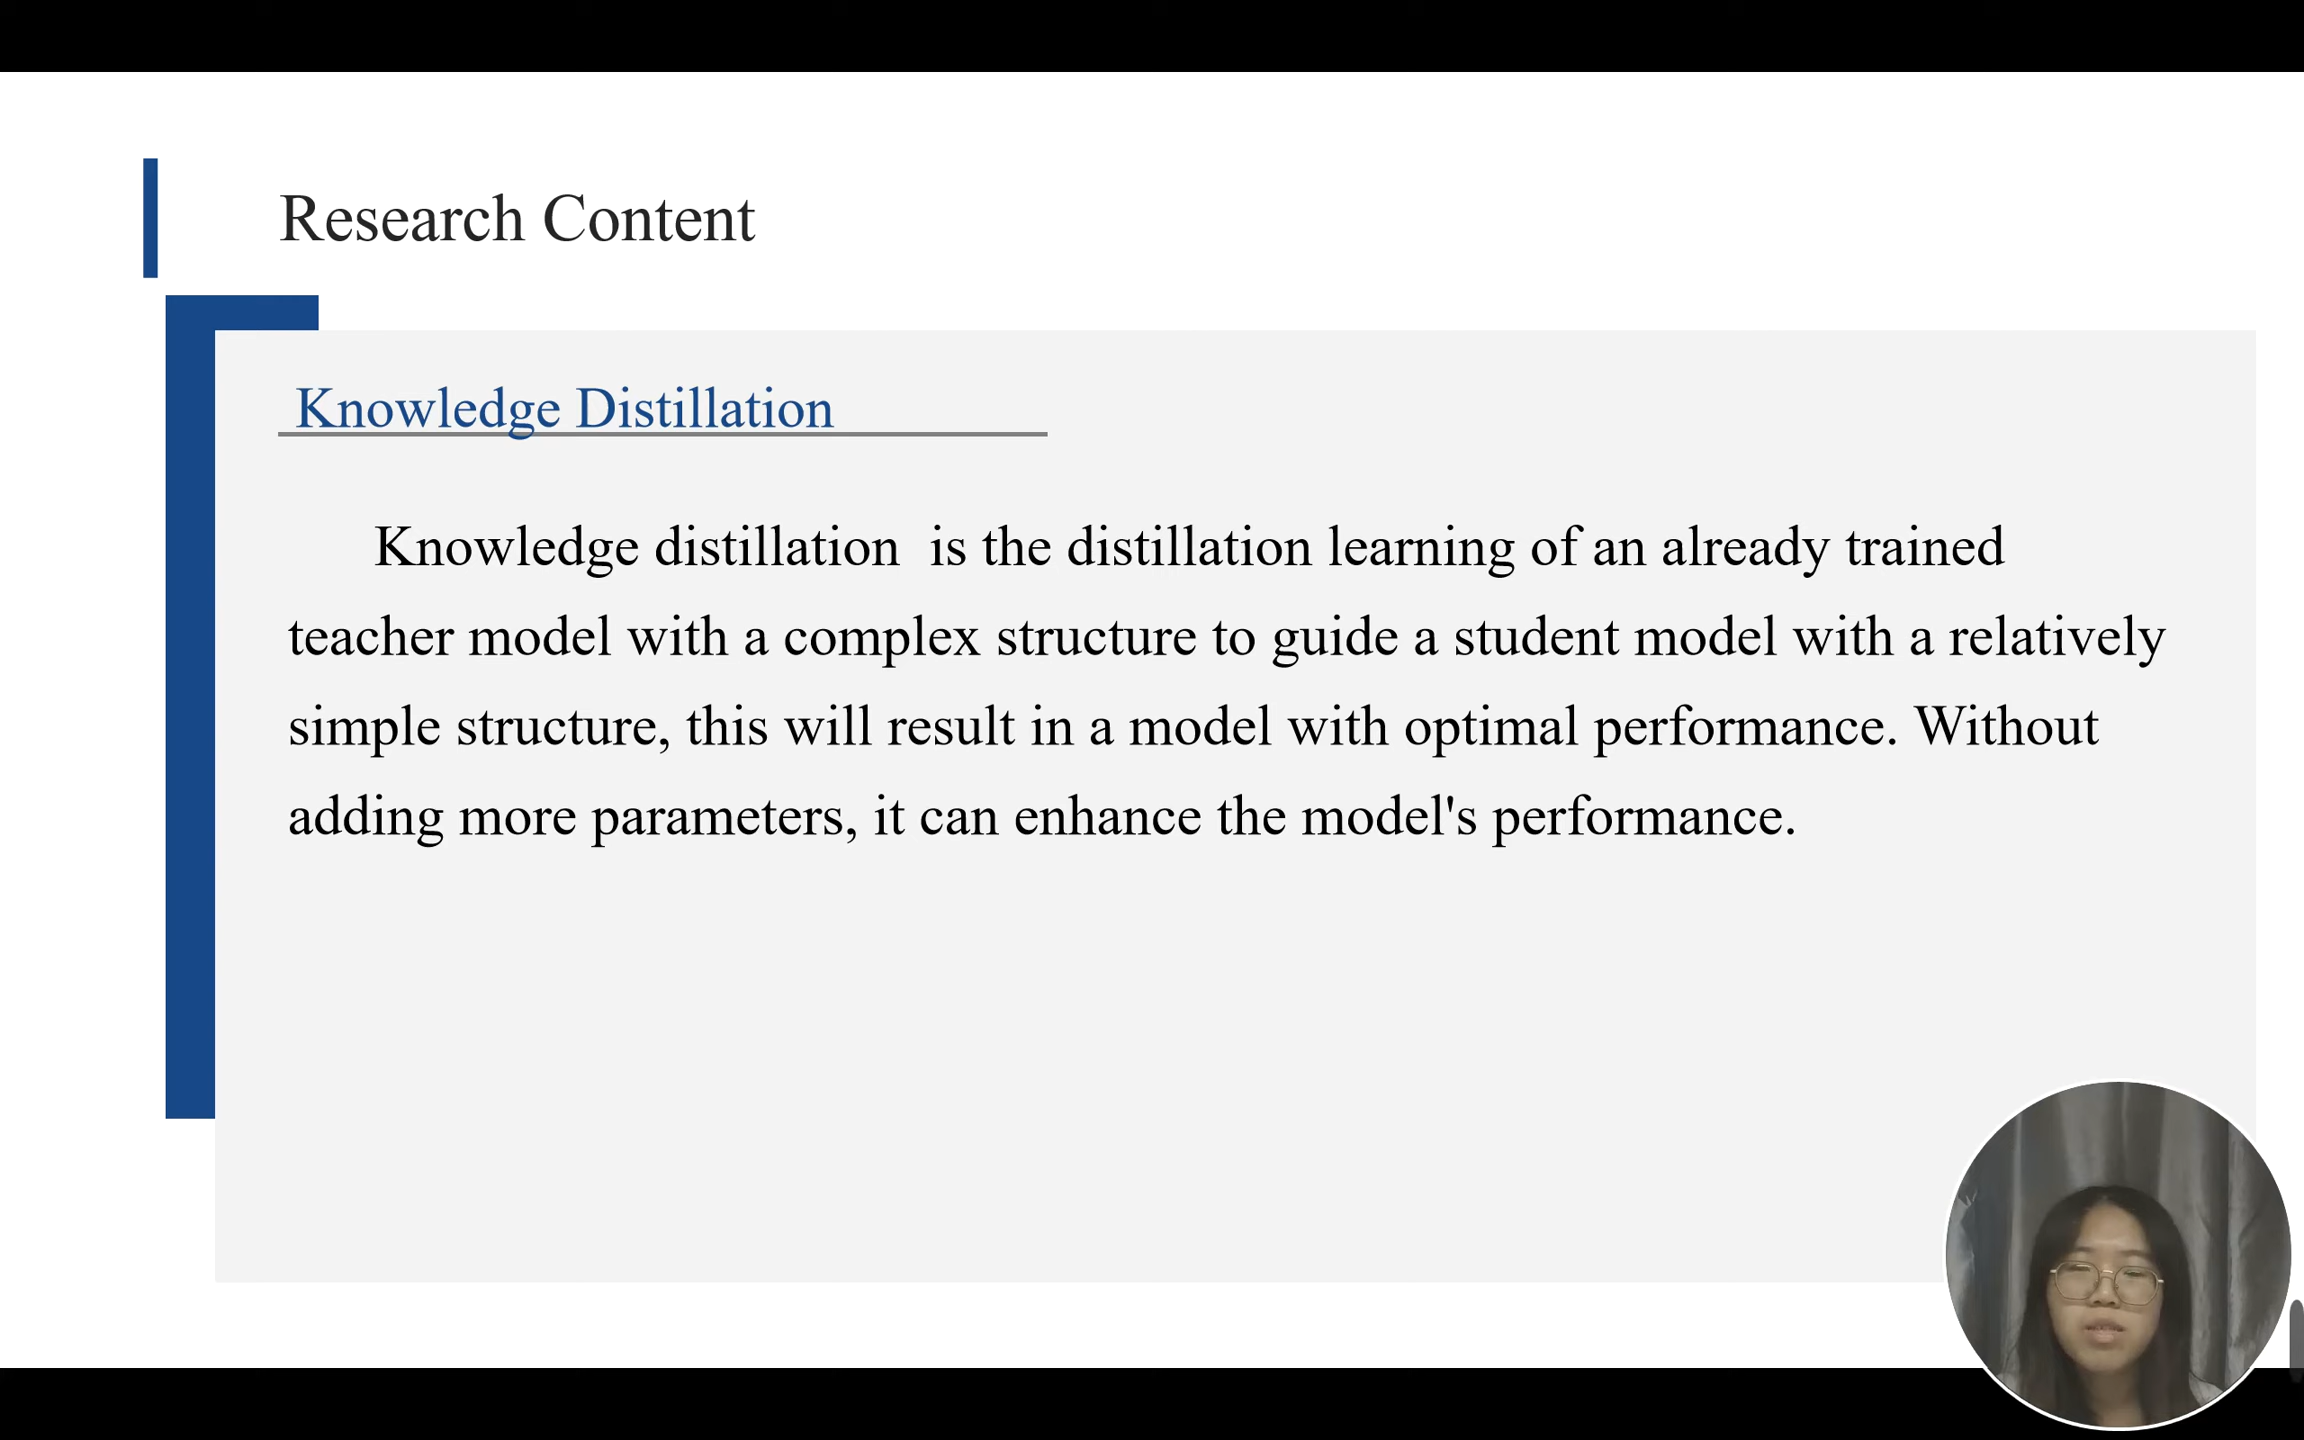 Research Content
Knowledge Distillation
Knowledge distillation  is the distillation learning of an already trained
teacher model with a complex structure to guide a student model with a relatively
simple structure, this will result in a model with optimal performance. Without
adding more parameters, it can enhance the model's performance.